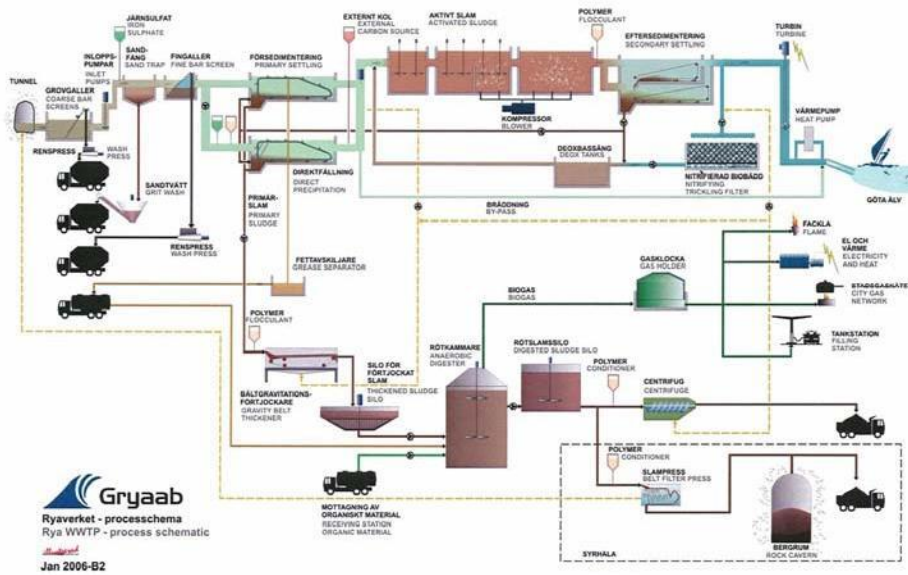 JÄRNSULFAT
IRON
SULPHATE
EXTERNT KOL
EXTERNAL
CARBON SOURCE
AKTIVT SLAM
ACTIVATED SLUDGE
POLYMER
FLOCCULANT
EFTERSEDIMENTERING
SECONDARY SETTLING
TURBIN
TURBINE
INLOPPS-
PUMPAR
INLET
PUMPS
SAND-
FÅNG
SAND TRAP
FINGALLER
FINE BAR SCREEN
FÖRSEDIMENTERING
PRIMARY SETTLING
TUNNEL
GROVGALLER
COARSE BAR
SCREENS
VÄRMEPUMP
HEAT PUMP
KOMPRESSOR
BLOWER
RENSPRESS
WASH
PRESS
DEOXBASSÄNG
DEOX TANKS
SANDTVÄTT
GRIT WASH
DIREKTFÄLLNING
DIRECT
PRECIPITATION
NITRIFIERAD BIOBÄDD
NITRIFYING
TRICKLING FILTER
GÖTA ÄLV
PRIMÄR-
SLAM
PRIMARY
SLUDGE
BRÄDDNING
BY-PASS
RENSPRESS
WASH PRESS
FACKLA
FLAME
FETTAVSKILJARE
GREASE SEPARATOR
GASKLOCKA
GAS HOLDER
EL OCH
VÄRME
ELECTRICITY
AND HEAT
BIOGAS
BIOGAS
STADSGASNÄTET
CITY GAS
NETWORK
POLYMER
FLOCCULANT
TANKSTATION
FILLING
STATION
RÖTKAMMARE
ANAEROBIC
DIGESTER
RÖTSLAMSSILO
DIGESTED SLUDGE SILO
SILO FÖR
FÖRTJOCKAT
SLAM
THICKENED SLUDGE
SILO
POLYMER
CONDITIONER
CENTRIFUG
CENTRIFUGE
BÄLTGRAVITATIONS-
FÖRTJOCKARE
GRAVITY BELT
THICKENER
POLYMER
CONDITIONER
SLAMPRESS
BELT FILTER PRESS
MOTTAGNING AV
ORGANISKT MATERIAL
RECEIVING STATION
ORGANIC MATERIAL
BERGRUM
ROCK CAVERN
SYRHÅLA
Gryaab
Ryaverket - processchema
Rya WWTP - process schematic
Jan 2006-B2